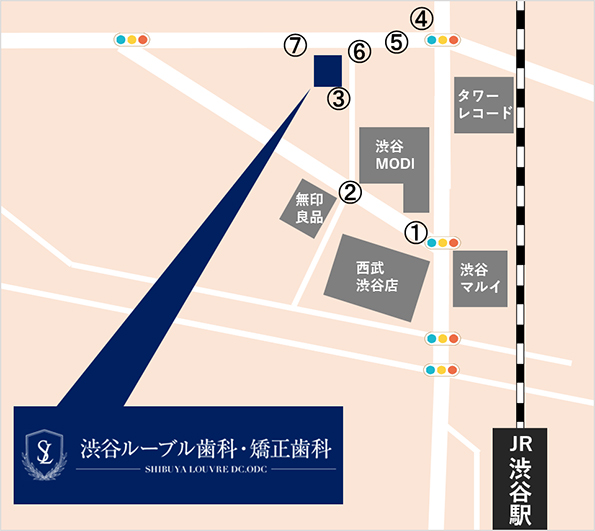 ④
⑦
⑥
⑤
③
タワー
レコード
渋谷
MODI
②
無印
良品
①
西武
渋谷店
渋谷
マルイ
SL
渋谷ルーブル歯科・矯正歯科
SHIBUYA LOUVRE DC.ODC
JR
渋谷駅